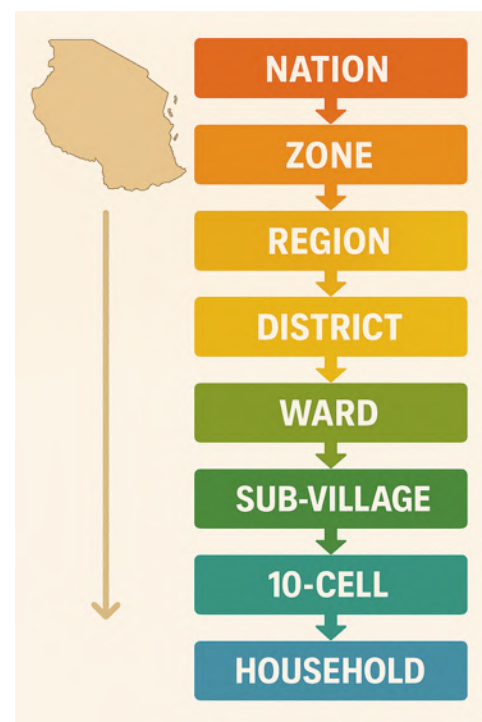 NATION
ZONE
REGION
DISTRICT
WARD
SUB-VILLAGE
10-CELL
HOUSEHOLD